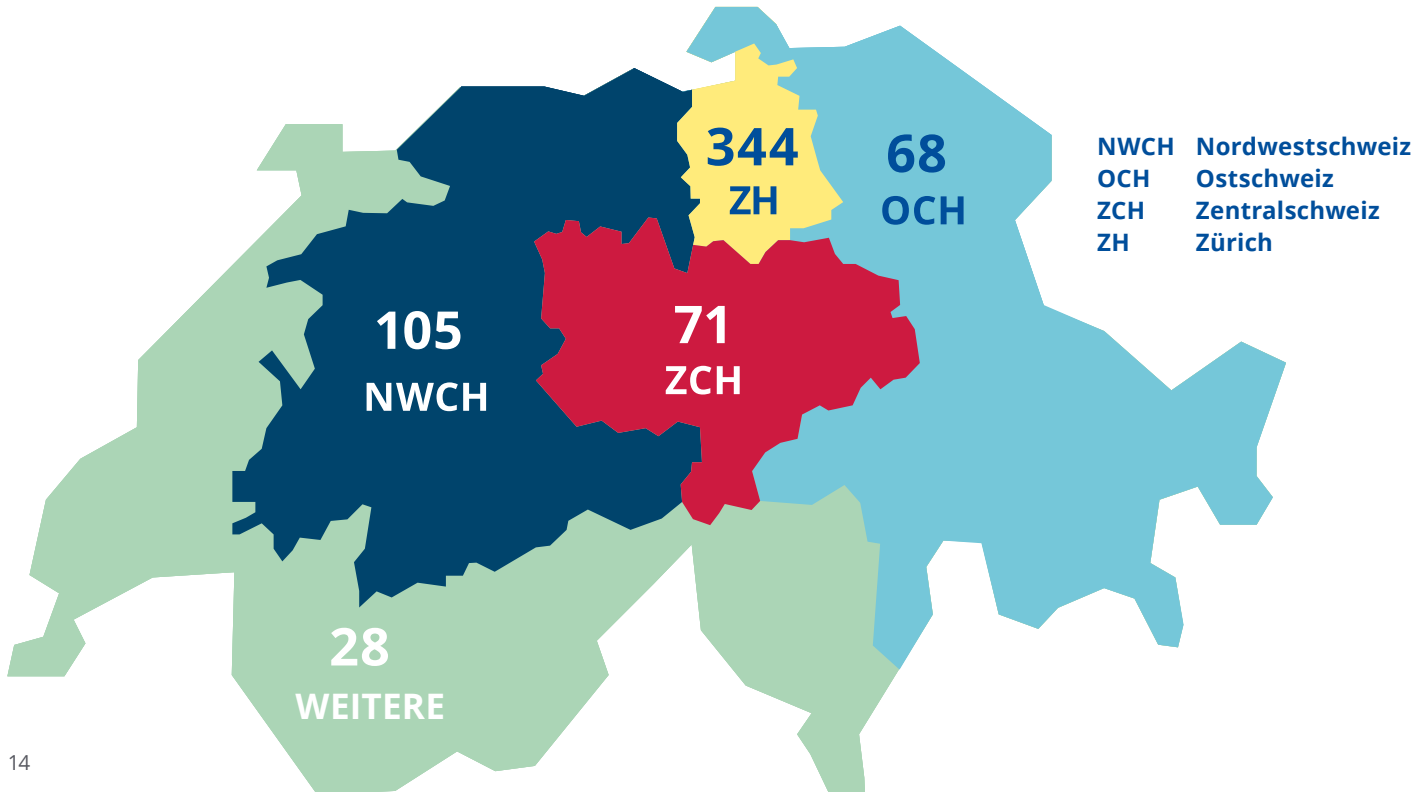 344
ZH
68
OCH
NWCH Nordwestschweiz
OCH Ostschweiz
ZCH Zentralschweiz
ZH Zürich
105
NWCH
71
ZCH
28
WEITERE
14